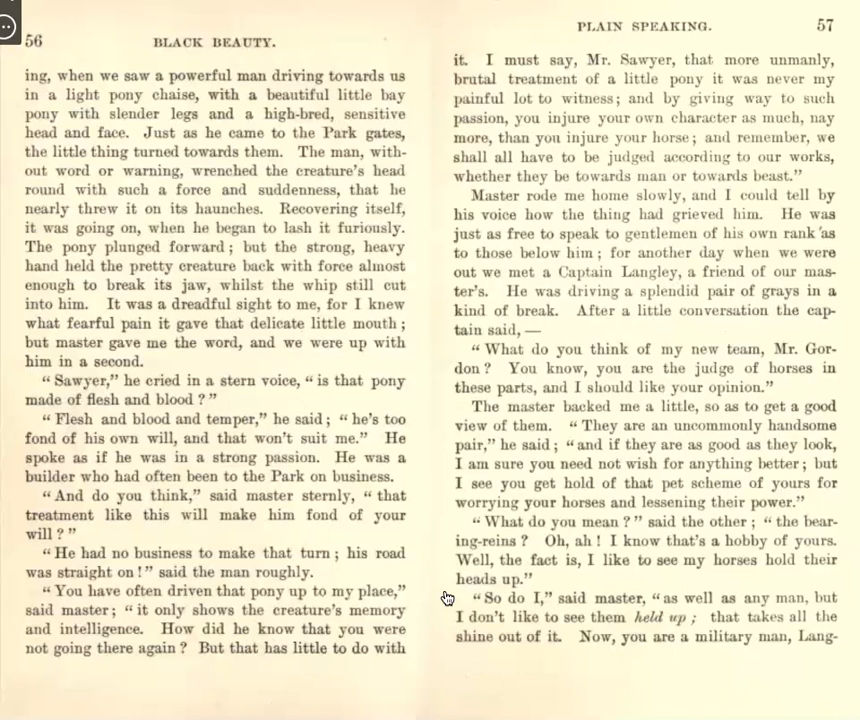 56
BLACK BEAUTY.
ing, when we saw a powerful man driving towards us
in a light pony chaise, with a beautiful little bay
pony with slender legs and a high-bred, sensitive
head and face. Just as he came to the Park gates,
the little thing turned towards them. The man, with-
out word or warning, wrenched the creature's head
round with such a force and suddenness, that he
nearly threw it on its haunches. Recovering itself,
it was going on, when he began to lash it furiously.
The pony plunged forward; but the strong, heavy
hand held the pretty creature back with force almost
enough to break its jaw, whilst the whip still cut
into him. It was a dreadful sight to me, for I knew
what fearful pain it gave that delicate little mouth;
but master gave me the word, and we were up with
him in a second.
"Sawyer," he cried in a stern voice, "is that pony
made of flesh and blood?"
"Flesh and blood and temper," he said; "he's too
fond of his own will, and that won't suit me." He
spoke as if he was in a strong passion. He was a
builder who had often been to the Park on business.
"And do you think," said master sternly, "that
treatment like this will make him fond of your
will?"
"He had no business to make that turn; his road
was straight on!" said the man roughly.
"You have often driven that pony up to my place,"
said master; "it only shows the creature's memory
and intelligence. How did he know that you were
not going there again? But that has little to do with
PLAIN SPEAKING.
57
it. I must say, Mr. Sawyer, that more unmanly,
brutal treatment of a little pony it was never my
painful lot to witness; and by giving way to such
passion, you injure your own character as much, nay
more, than you injure your horse; and remember, we
shall all have to be judged according to our works,
whether they be towards man or towards beast."
Master rode me home slowly, and I could tell by
his voice how the thing had grieved him. He was
just as free to speak to gentlemen of his own rank as
to those below him; for another day when we were
out we met a Captain Langley, a friend of our mas-
ter's. He was driving a splendid pair of grays in a
kind of break. After a little conversation the cap-
tain said, —
"What do you think of my new team, Mr. Gor-
don? You know, you are the judge of horses in
these parts, and I should like your opinion."
The master backed me a little, so as to get a good
view of them. "They are an uncommonly handsome
pair," he said; "and if they are as good as they look,
I am sure you need not wish for anything better; but
I see you get hold of that pet scheme of yours for
worrying your horses and lessening their power."
"What do you mean?" said the other; "the bear-
ing-reins? Oh, ah! I know that's a hobby of yours.
Well, the fact is, I like to see my horses hold their
heads up."
"So do I," said master, "as well as any man, but
I don't like to see them held up; that takes all the
shine out of it. Now, you are a military man, Lang-